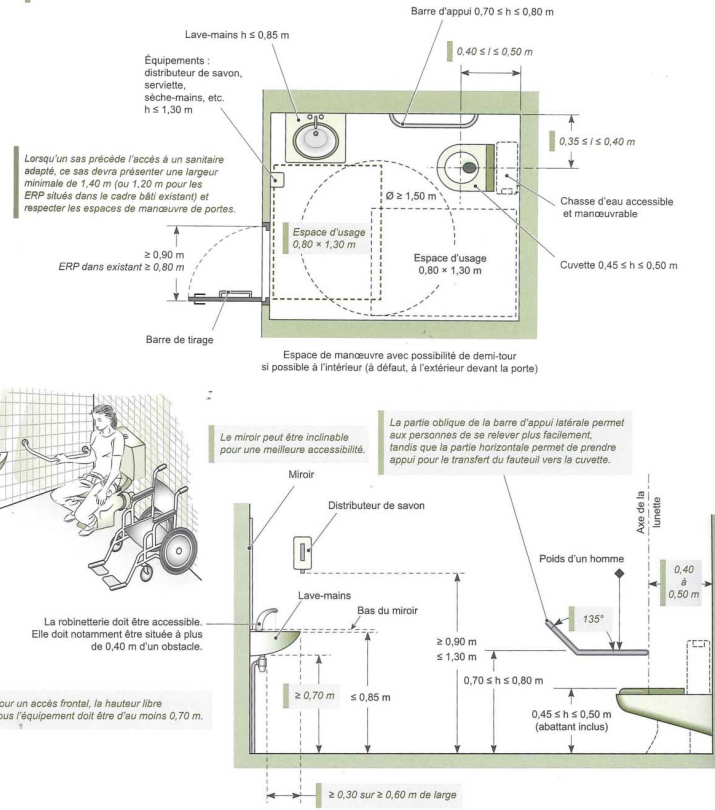 Barre d'appui 0,70 ≤ h ≤ 0,80 m
Lave-mains h ≤ 0,85 m
0,40 ≤ l ≤ 0,50 m
Équipements :
distributeur de savon,
serviette,
sèche-mains, etc.
h ≤ 1,30 m
0,35 ≤ l ≤ 0,40 m
Lorsqu'un sas précède l'accès à un sanitaire
adapté, ce sas devra présenter une largeur
minimale de 1,40 m (ou 1,20 m pour les
ERP situés dans le cadre bâti existant) et
respecter les espaces de manœuvre de portes.
Ø ≥ 1,50 m
Chasse d'eau accessible
et manœuvrable
Espace d'usage
0,80 × 1,30 m
Espace d'usage
0,80 × 1,30 m
≥ 0,90 m
ERP dans existant ≥ 0,80 m
Cuvette 0,45 ≤ h ≤ 0,50 m
Barre de tirage
Espace de manœuvre avec possibilité de demi-tour
si possible à l'intérieur (à défaut, à l'extérieur devant la porte)
Le miroir peut être inclinable
pour une meilleure accessibilité.
La partie oblique de la barre d'appui latérale permet
aux personnes de se relever plus facilement,
tandis que la partie horizontale permet de prendre
appui pour le transfert du fauteuil vers la cuvette.
Miroir
Distributeur de savon
Axe de la
lunette
Poids d'un homme
0,40
à
0,50 m
Lave-mains
Bas du miroir
135°
La robinetterie doit être accessible.
Elle doit notamment être située à plus
de 0,40 m d'un obstacle.
≥ 0,90 m
≤ 1,30 m
0,70 ≤ h ≤ 0,80 m
≥ 0,70 m
≤ 0,85 m
0,45 ≤ h ≤ 0,50 m
(abattant inclus)
our un accès frontal, la hauteur libre
ous l'équipement doit être d'au moins 0,70 m.
≥ 0,30 sur ≥ 0,60 m de large